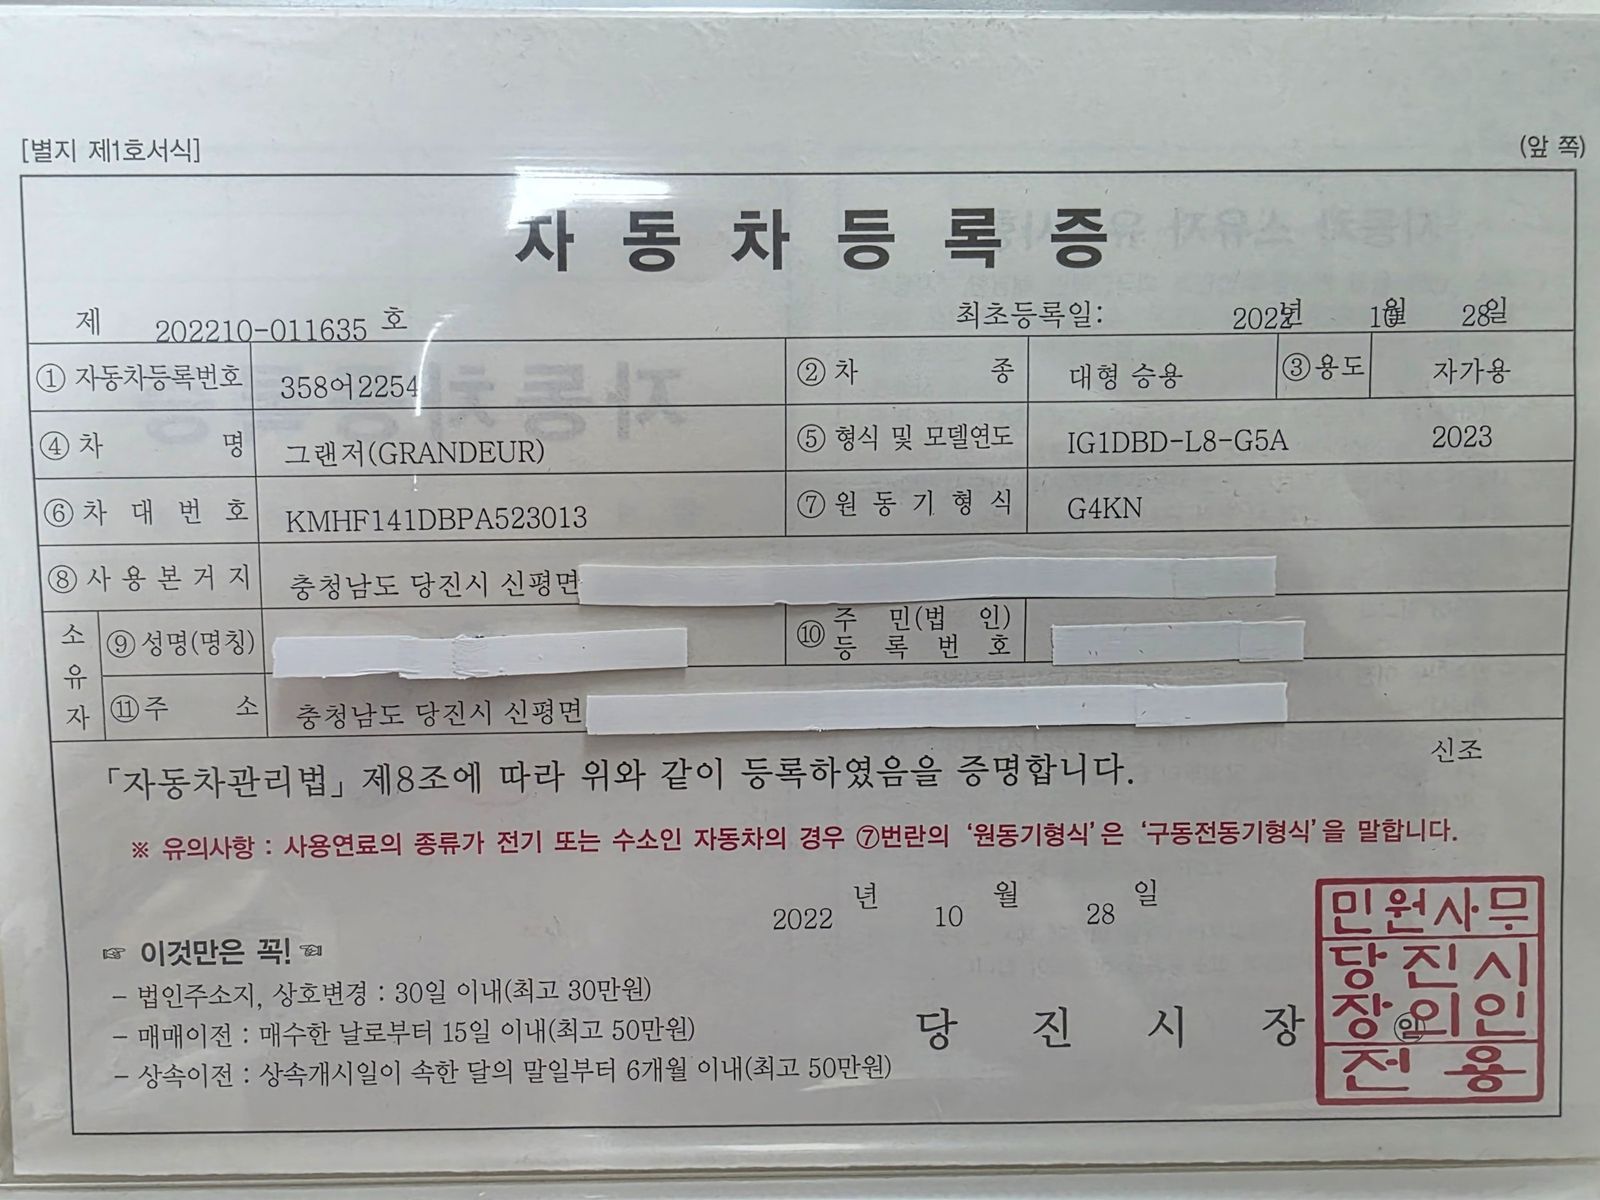 [별지 제1호서식]
(앞 쪽)
자동차등록증
제 202210-011635 호
최초등록일: 2022년 10월 28일
① 자동차등록번호 358어2254
② 차 종 대형 승용
③ 용도 자가용
④ 차 명 그랜저(GRANDEUR)
⑤ 형식 및 모델연도 IG1DBD-L8-G5A 2023
⑥ 차 대 번 호 KMHF141DBPA523013
⑦ 원 동 기 형 식 G4KN
⑧ 사 용 본 거 지 충청남도 당진시 신평면
소유자
⑨ 성명(명칭)
⑩ 주 민(법 인)
등 록 번 호
⑪ 주 소 충청남도 당진시 신평면
신조
「자동차관리법」 제8조에 따라 위와 같이 등록하였음을 증명합니다.
※ 유의사항 : 사용연료의 종류가 전기 또는 수소인 자동차의 경우 ⑦번란의 '원동기형식'은 '구동전동기형식'을 말합니다.
2022 년 10 월 28 일
☞ 이것만은 꼭! ☜
- 법인주소지, 상호변경 : 30일 이내(최고 30만원)
- 매매이전 : 매수한 날로부터 15일 이내(최고 50만원)
- 상속이전 : 상속개시일이 속한 달의 말일부터 6개월 이내(최고 50만원)
당 진 시 장 ㊞
민원사무
당진시
장의인
전용